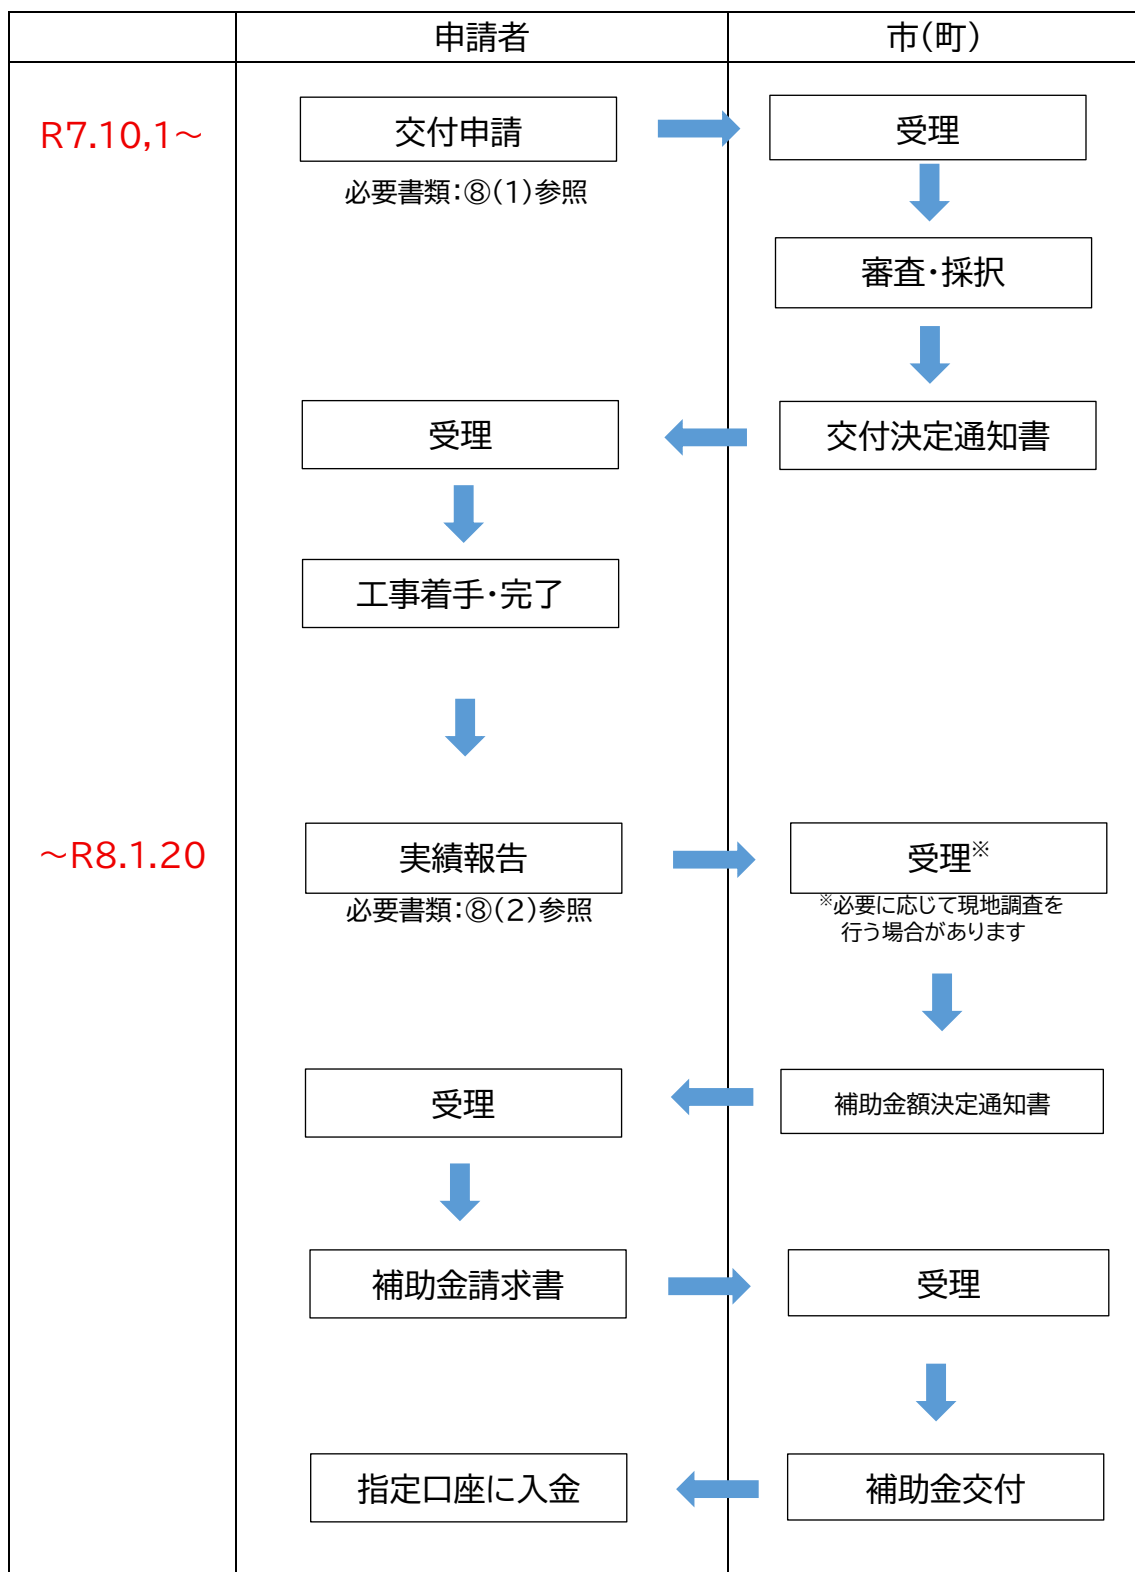 申請者
市(町)
R7.10,1～
交付申請
受理
必要書類：⑧(1)参照
審査・採択
受理
交付決定通知書
工事着手・完了
～R8.1.20
実績報告
受理※
必要書類：⑧(2)参照
※必要に応じて現地調査を
行う場合があります
受理
補助金額決定通知書
補助金請求書
受理
指定口座に入金
補助金交付